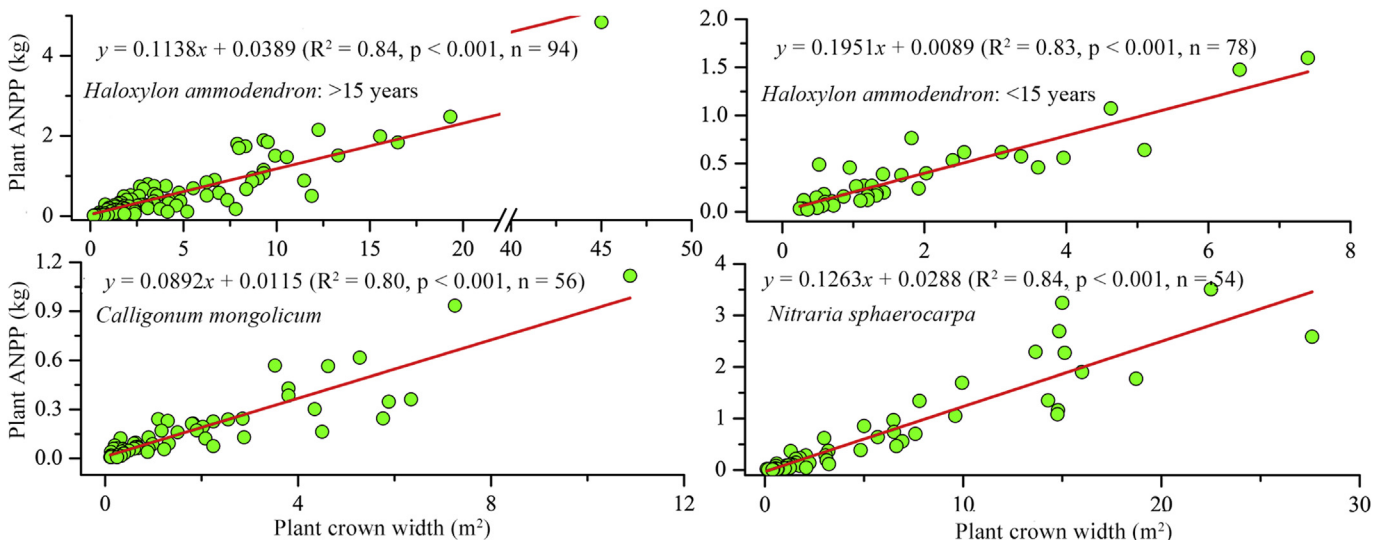 y = 0.1138x + 0.0389 (R² = 0.84, p < 0.001, n = 94)
Haloxylon ammodendron: >15 years
Plant ANPP (kg)
4
2
0
0 5 10 15 20 40 45 50
y = 0.1951x + 0.0089 (R² = 0.83, p < 0.001, n = 78)
Haloxylon ammodendron: <15 years
2.0
1.5
1.0
0.5
0.0
0 2 4 6 8
y = 0.0892x + 0.0115 (R² = 0.80, p < 0.001, n = 56)
Calligonum mongolicum
Plant ANPP (kg)
1.2
0.9
0.6
0.3
0.0
0 4 8 12
Plant crown width (m²)
y = 0.1263x + 0.0288 (R² = 0.84, p < 0.001, n = 54)
Nitraria sphaerocarpa
4
3
2
1
0
0 10 20 30
Plant crown width (m²)